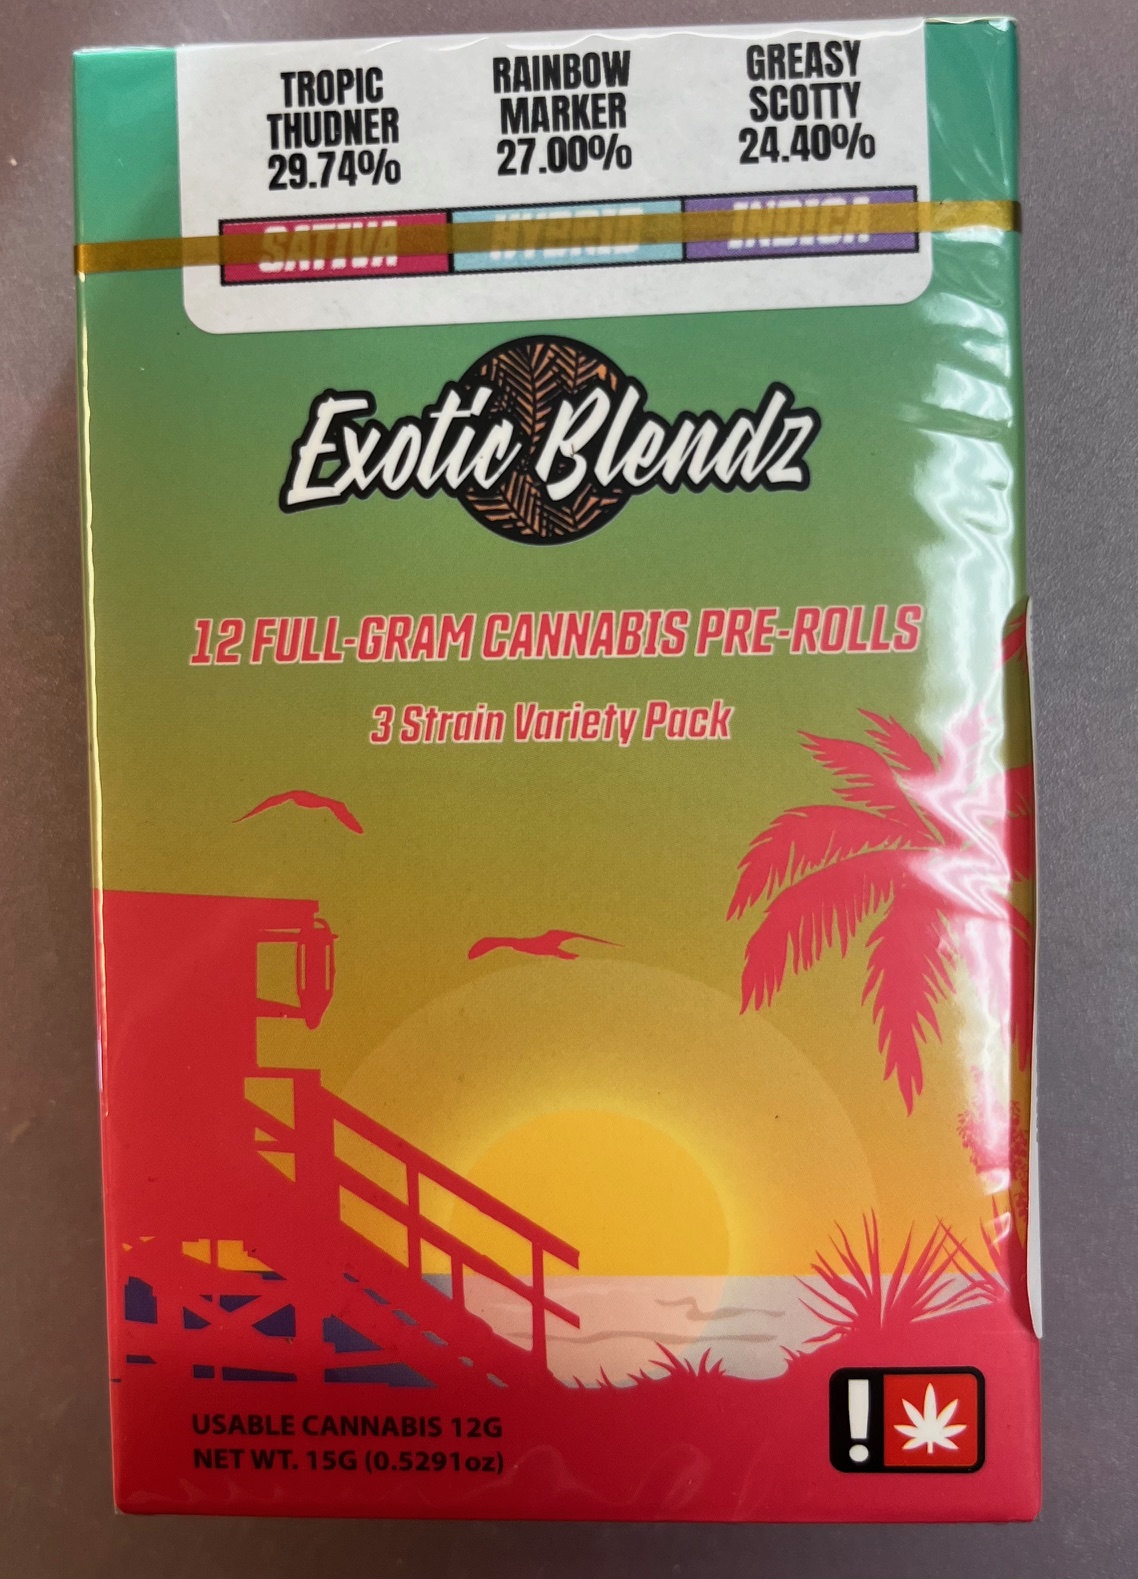 TROPIC
THUDNER
29.74%
RAINBOW
MARKER
27.00%
GREASY
SCOTTY
24.40%
SATIVA HYBRID INDICA
Exotic Blendz
12 FULL-GRAM CANNABIS PRE-ROLLS
3 Strain Variety Pack
USABLE CANNABIS 12G
NET WT. 15G (0.5291oz)
!